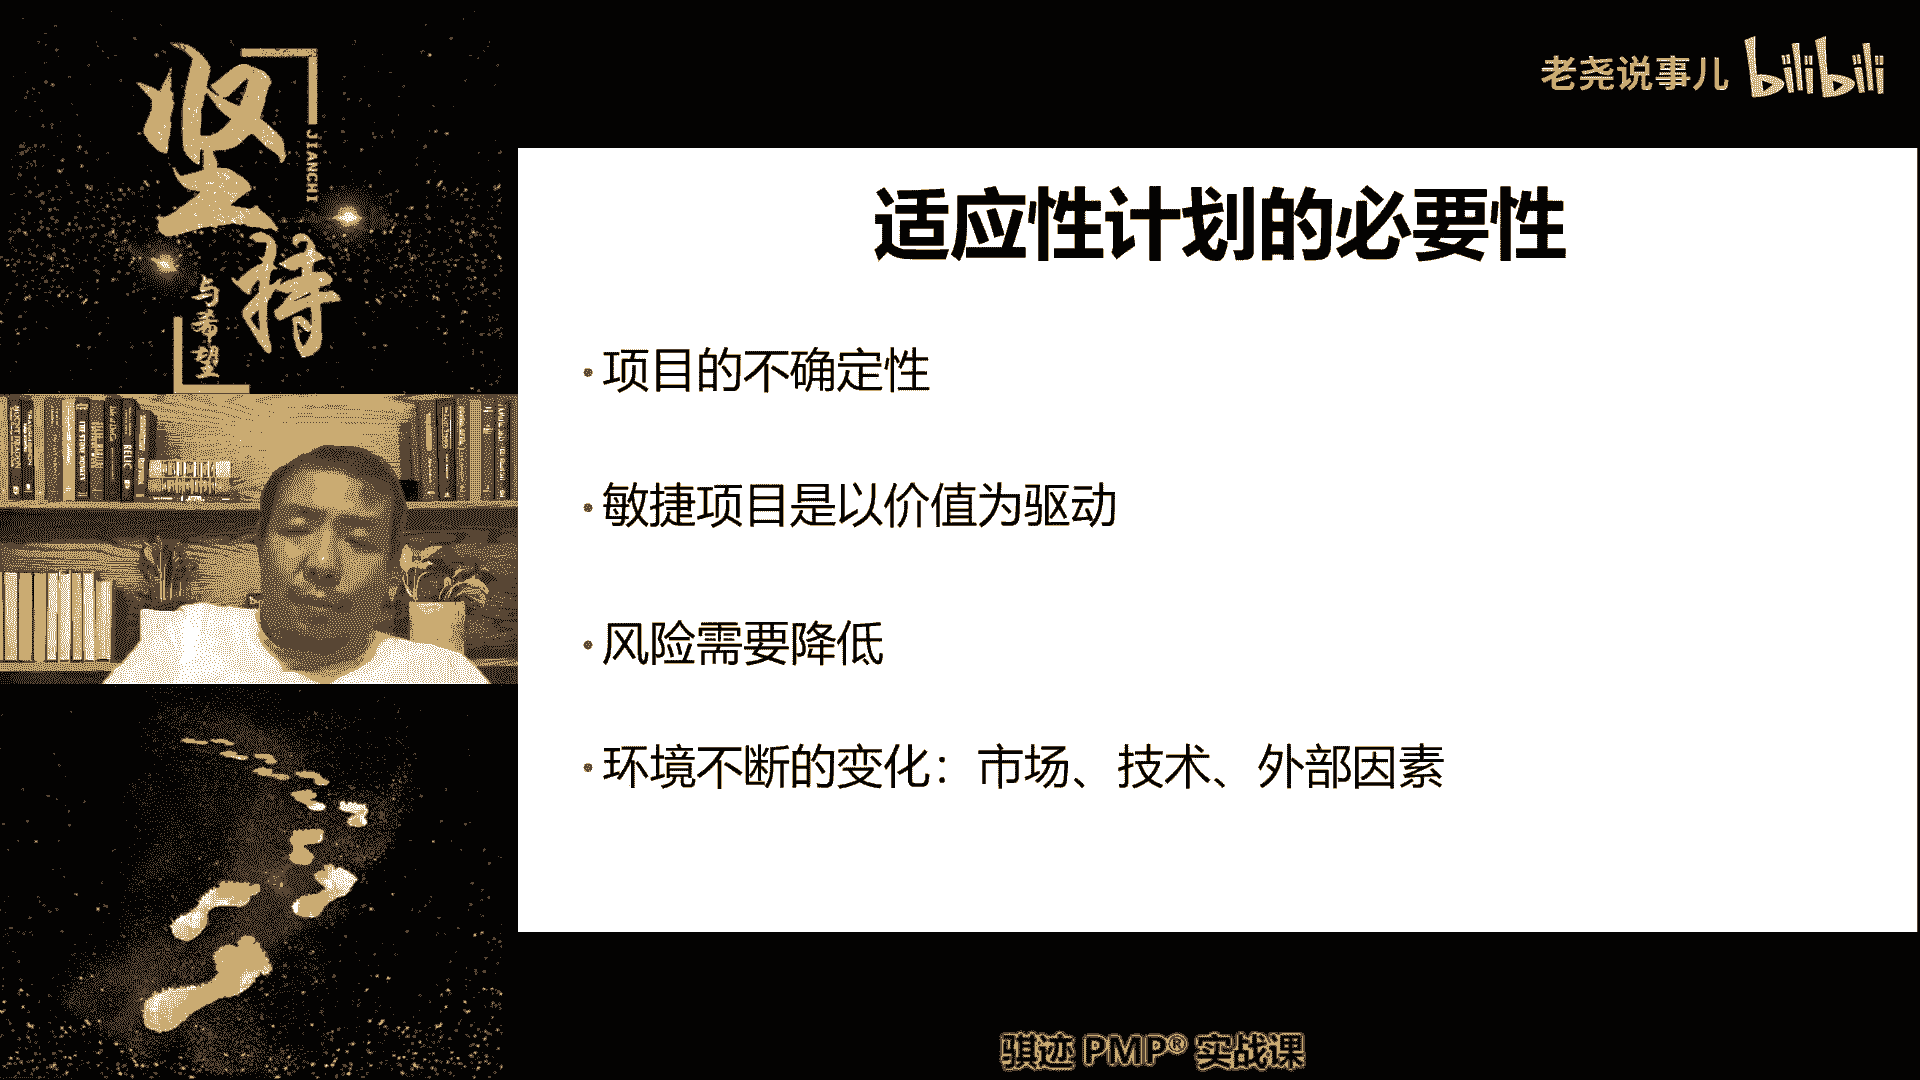 坚持
JIANCHI
与希望
老尧说事儿 bilibili
适应性计划的必要性
·项目的不确定性
·敏捷项目是以价值为驱动
·风险需要降低
·环境不断的变化：市场、技术、外部因素
RELIC
骐迹 PMP® 实战课